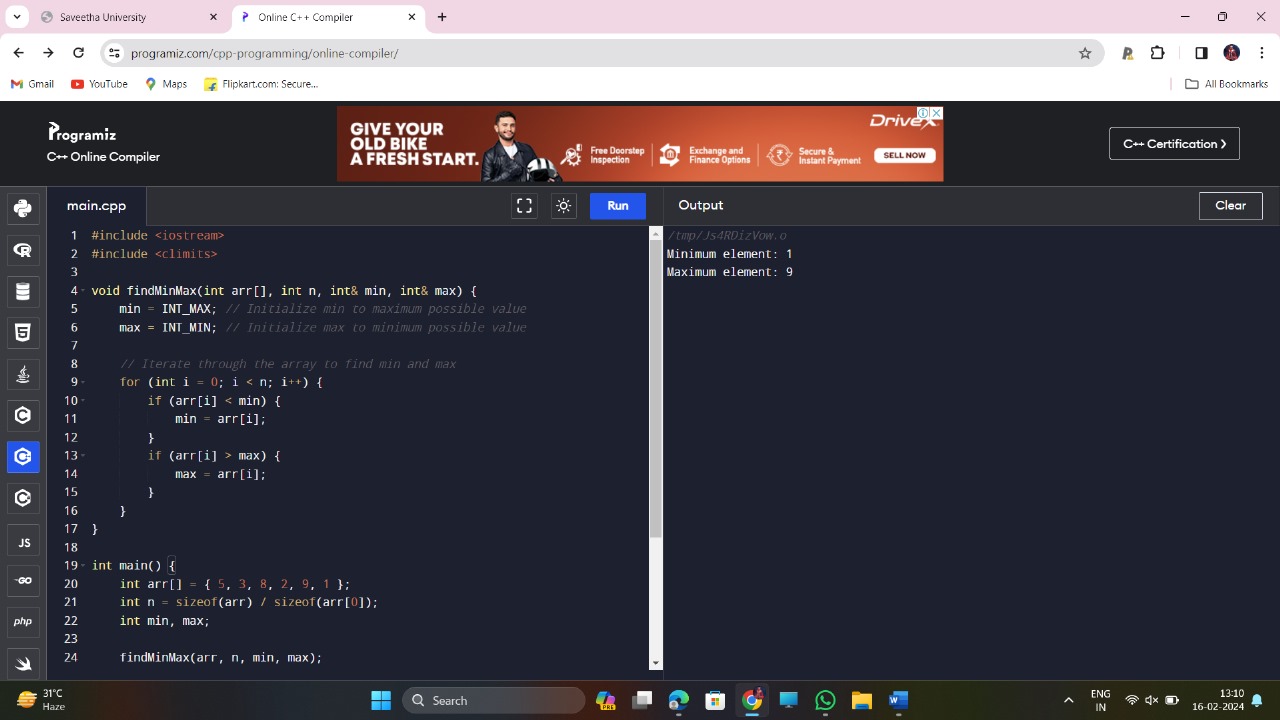 Saveetha University
Online C++ Compiler
programiz.com/cpp-programming/online-compiler/
Gmail
YouTube
Maps
Flipkart.com: Secure...
All Bookmarks
Programiz
C++ Online Compiler
GIVE YOUR
OLD BIKE
A FRESH START.
Free Doorstep
Inspection
Exchange and
Finance Options
Secure &
Instant Payment
DriveX
SELL NOW
C++ Certification
main.cpp
Run
Output
Clear
1 #include <iostream>
2 #include <climits>
3
4 void findMinMax(int arr[], int n, int& min, int& max) {
5 min = INT_MAX; // Initialize min to maximum possible value
6 max = INT_MIN; // Initialize max to minimum possible value
7
8 // Iterate through the array to find min and max
9 for (int i = 0; i < n; i++) {
10 if (arr[i] < min) {
11 min = arr[i];
12 }
13 if (arr[i] > max) {
14 max = arr[i];
15 }
16 }
17 }
18
19 int main() {
20 int arr[] = { 5, 3, 8, 2, 9, 1 };
21 int n = sizeof(arr) / sizeof(arr[0]);
22 int min, max;
23
24 findMinMax(arr, n, min, max);
/tmp/Js4RDizVow.o
Minimum element: 1
Maximum element: 9
JS
GO
php
31°C
Haze
Search
PRE
ENG
IN
13:10
16-02-2024